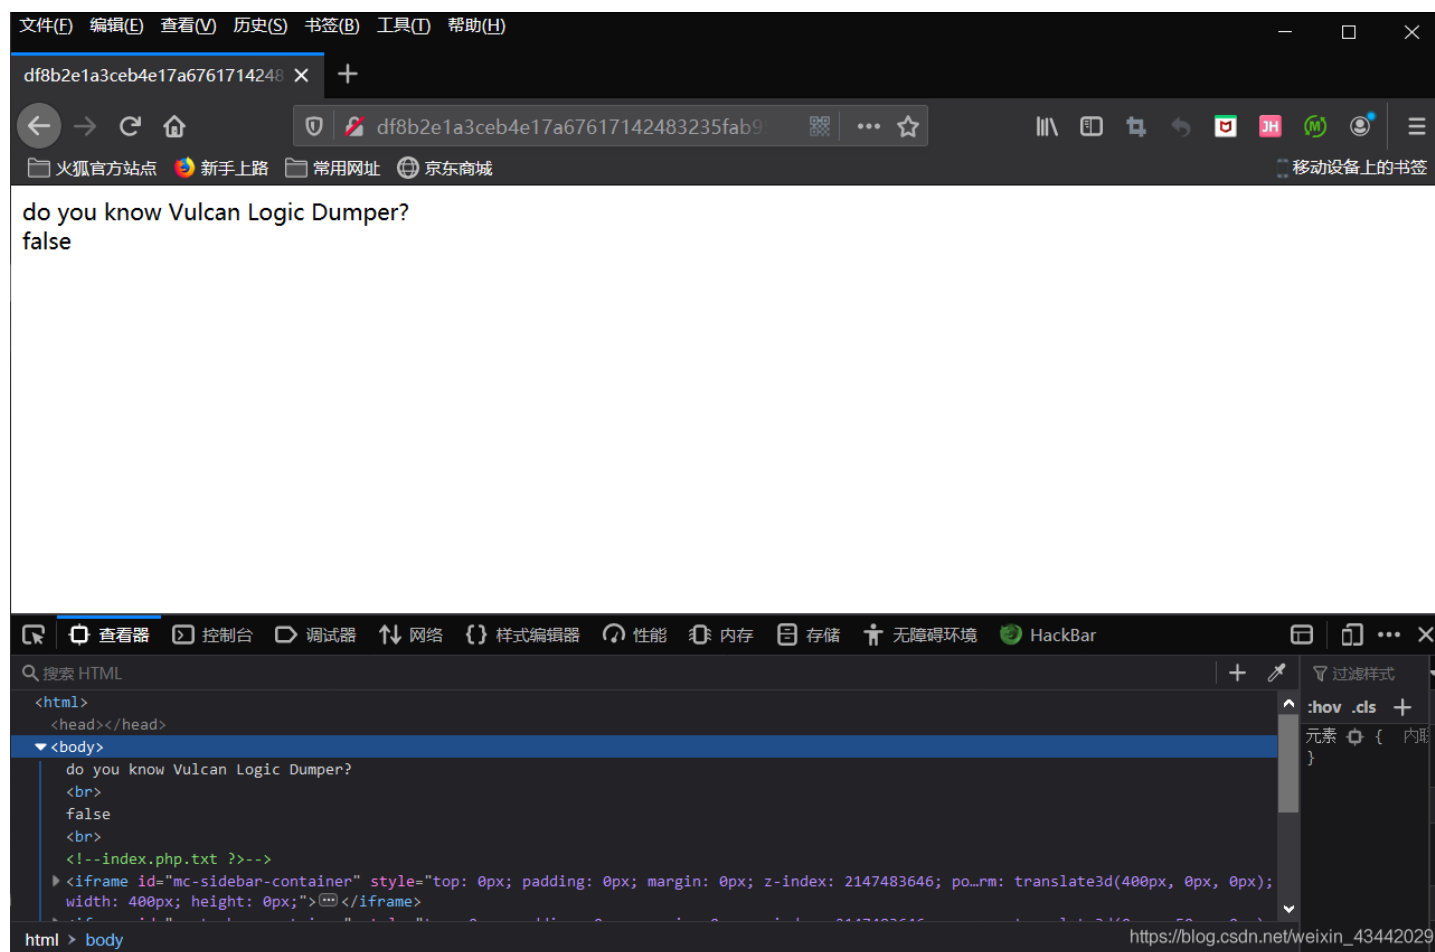 文件(F) 编辑(E) 查看(V) 历史(S) 书签(B) 工具(T) 帮助(H)
df8b2e1a3ceb4e17a6761714248
df8b2e1a3ceb4e17a67617142483235fab9
JH
火狐官方站点 新手上路 常用网址 京东商城 移动设备上的书签
do you know Vulcan Logic Dumper?
false
查看器 控制台 调试器 网络 样式编辑器 性能 内存 存储 无障碍环境 HackBar
搜索 HTML 过滤样式
<html>
:hov .cls
<head></head>
<body>
元素 { 内联
}
do you know Vulcan Logic Dumper?
<br>
false
<br>
<!--index.php.txt ?>-->
<iframe id="mc-sidebar-container" style="top: 0px; padding: 0px; margin: 0px; z-index: 2147483646; po…rm: translate3d(400px, 0px, 0px);
width: 400px; height: 0px;"></iframe>
html > body
https://blog.csdn.net/weixin_43442029